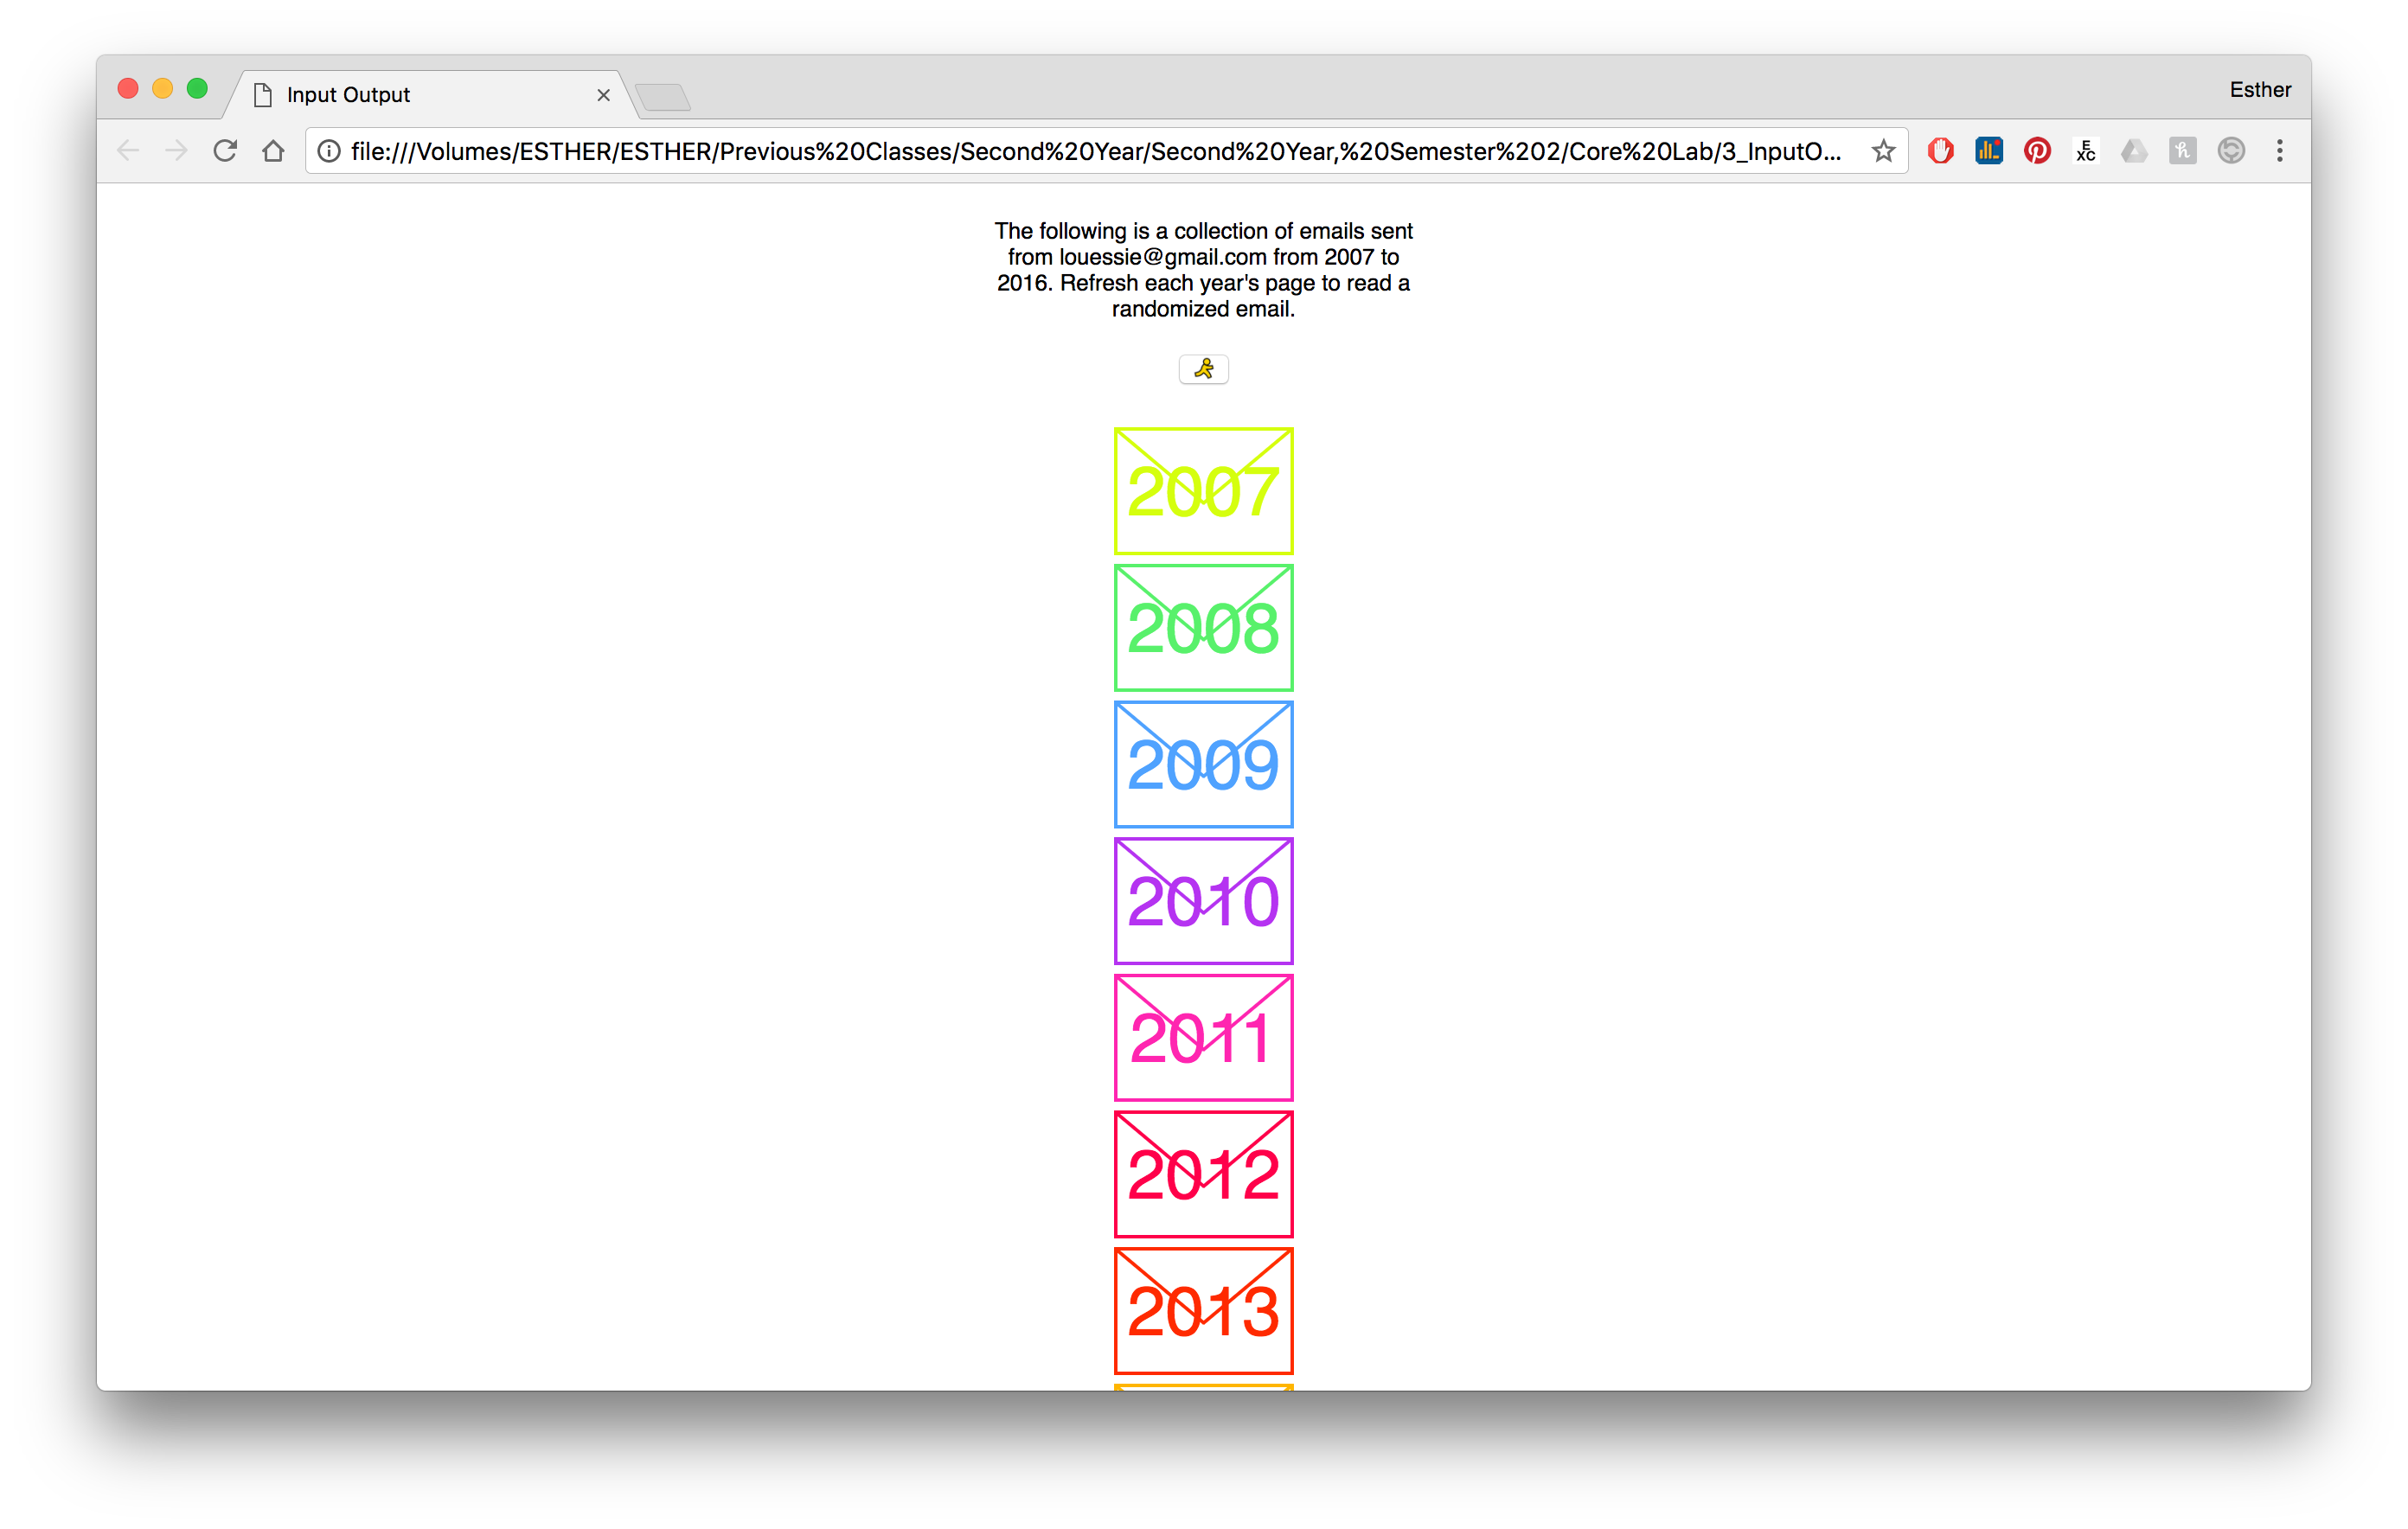 Input Output
Esther
file:///Volumes/ESTHER/ESTHER/Previous%20Classes/Second%20Year/Second%20Year,%20Semester%202/Core%20Lab/3_InputO...
E
XC
The following is a collection of emails sent
from louessie@gmail.com from 2007 to
2016. Refresh each year's page to read a
randomized email.
2007
2008
2009
2010
2011
2012
2013